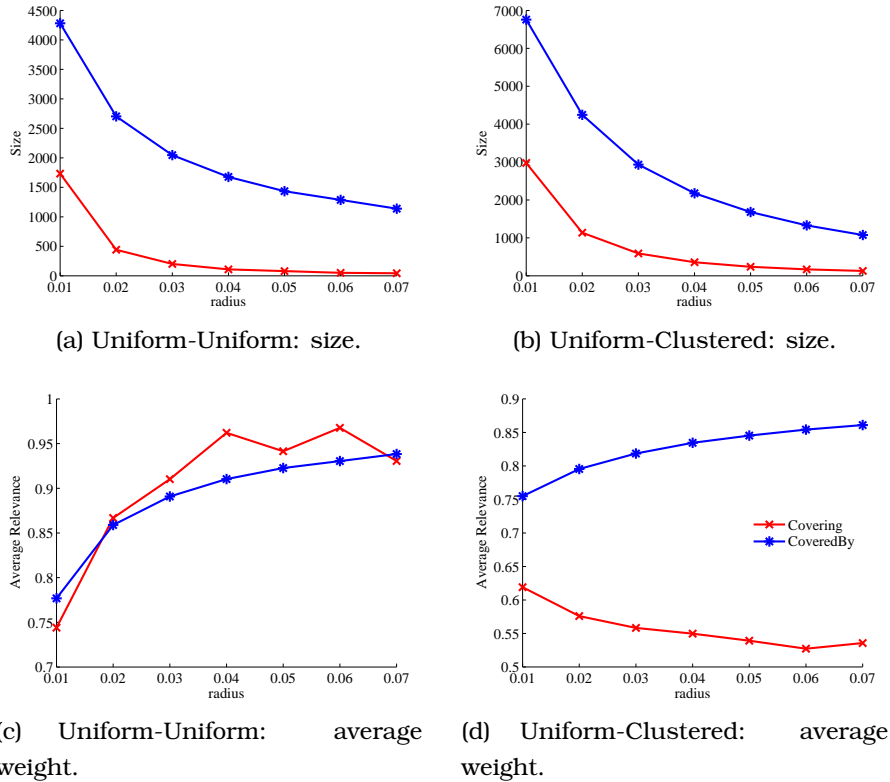 4500
4000
3500
3000
2500
2000
1500
1000
500
0
Size
0.01 0.02 0.03 0.04 0.05 0.06 0.07
radius
(a) Uniform-Uniform: size.
7000
6000
5000
4000
3000
2000
1000
0
Size
0.01 0.02 0.03 0.04 0.05 0.06 0.07
radius
(b) Uniform-Clustered: size.
1
0.95
0.9
0.85
0.8
0.75
0.7
Average Relevance
0.01 0.02 0.03 0.04 0.05 0.06 0.07
radius
(c) Uniform-Uniform: average
weight.
0.9
0.85
0.8
0.75
0.7
0.65
0.6
0.55
0.5
Average Relevance
Covering
CoveredBy
0.01 0.02 0.03 0.04 0.05 0.06 0.07
radius
(d) Uniform-Clustered: average
weight.